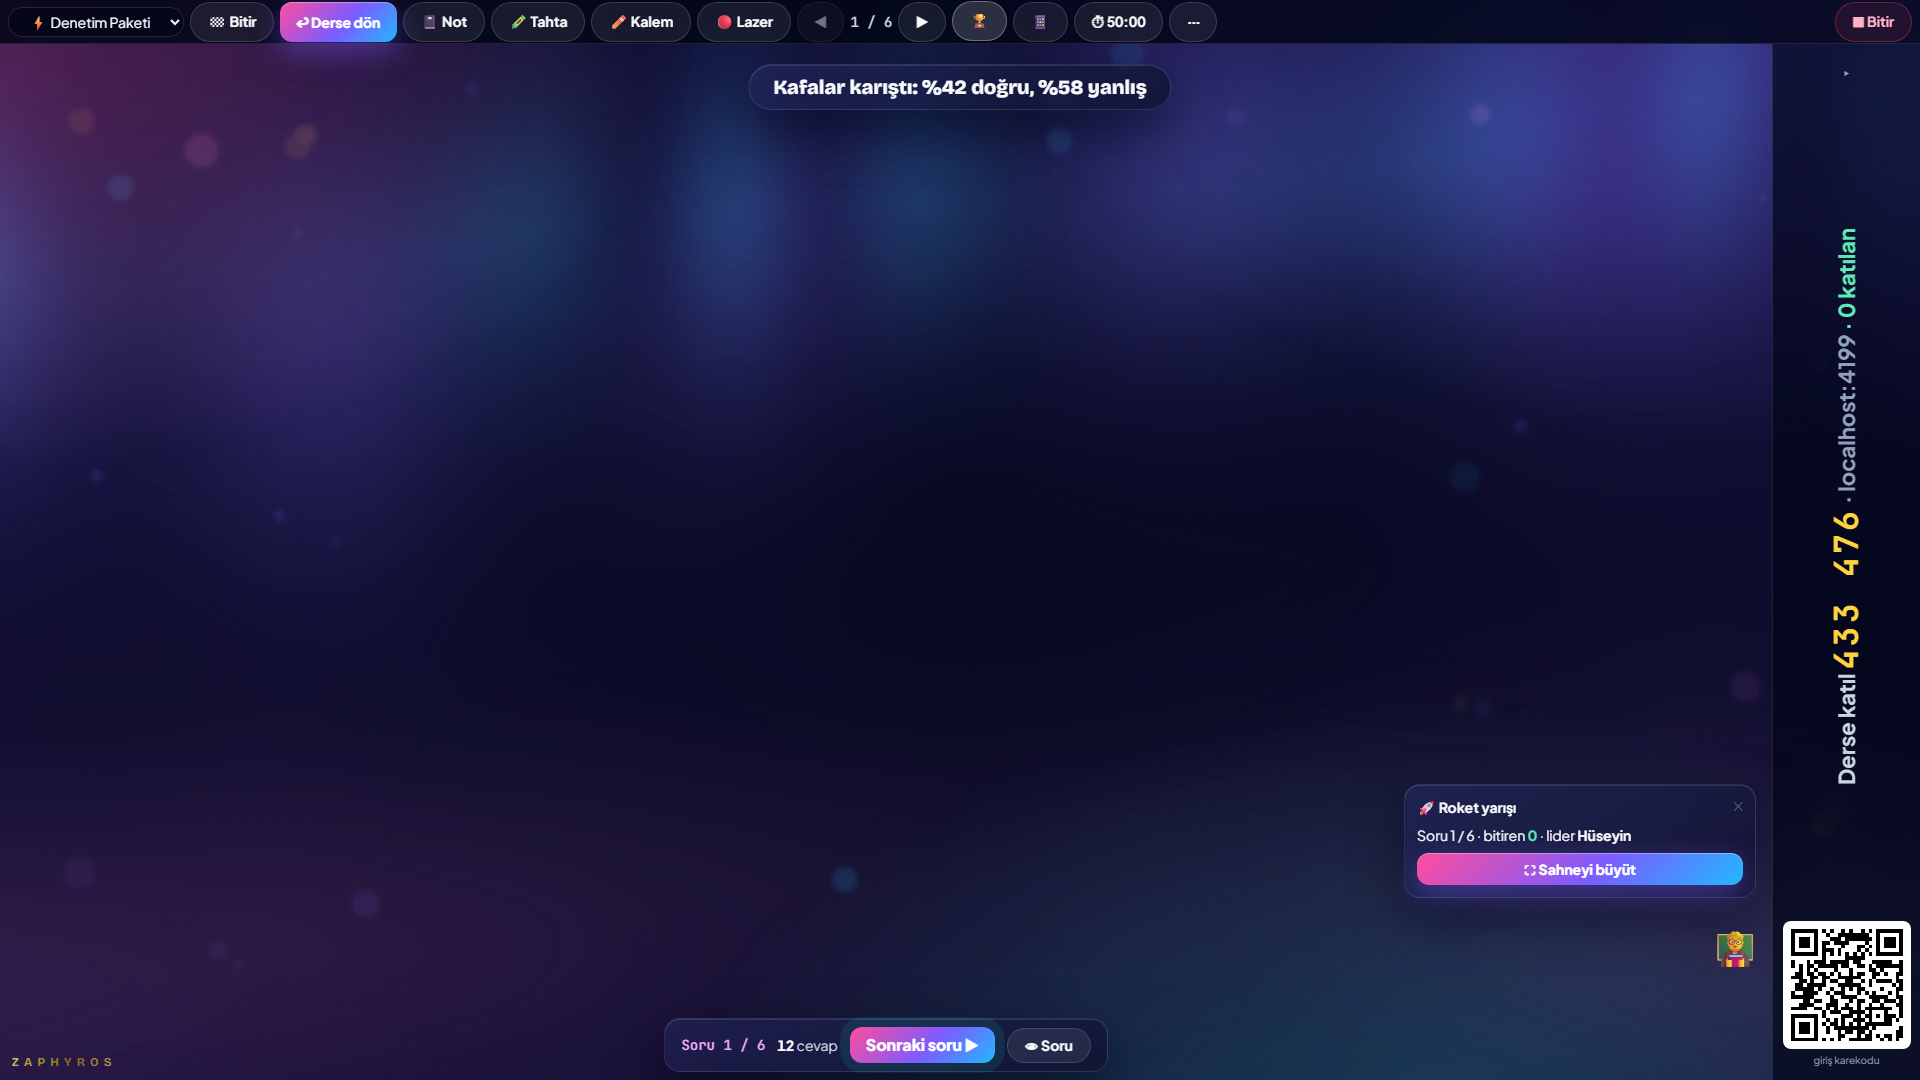 Denetim Paketi
Bitir
Derse dön
Not
Tahta
Kalem
Lazer
1 / 6
50:00
Bitir
Kafalar karıştı: %42 doğru, %58 yanlış
Derse katıl 433 476 · localhost:4199 · 0 katılan
Roket yarışı
Soru 1 / 6 · bitiren 0 · lider Hüseyin
Sahneyi büyüt
giriş karekodu
Soru 1 / 6 12 cevap
Sonraki soru
Soru
ZAPHYROS